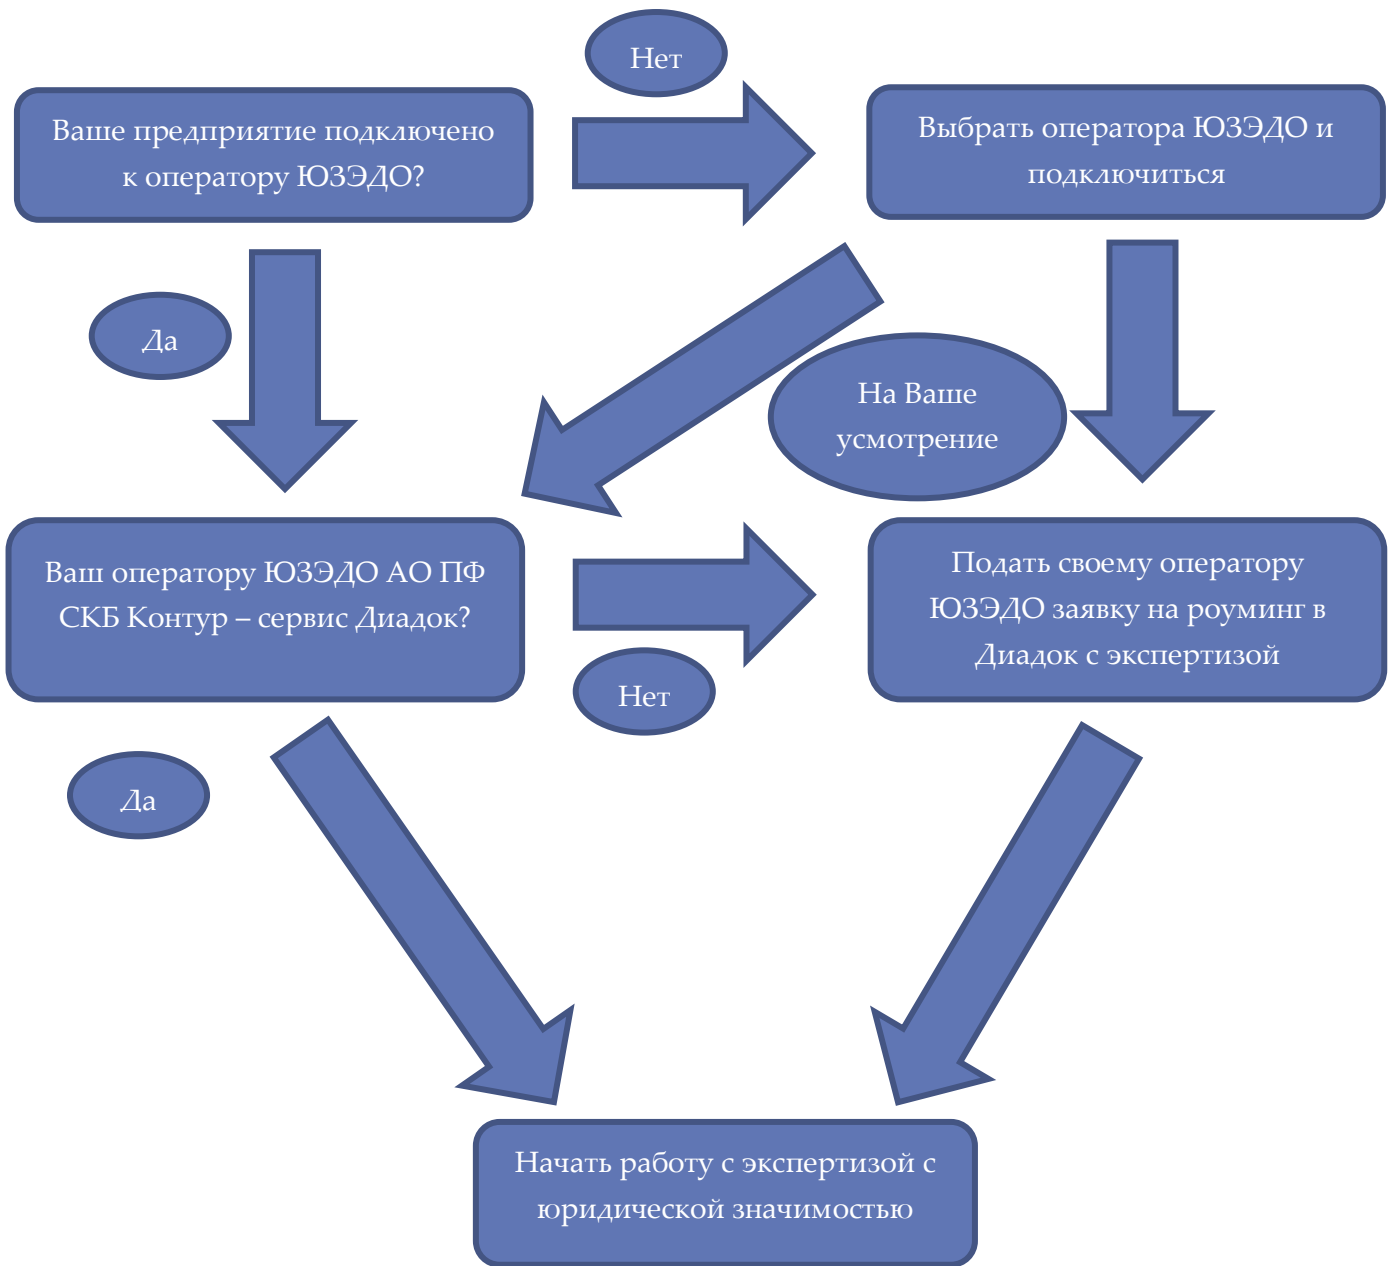 Нет
Ваше предприятие подключено
к оператору ЮЗЭДО?
Выбрать оператора ЮЗЭДО и
подключиться
Да
На Ваше
усмотрение
Ваш оператору ЮЗЭДО АО ПФ
СКБ Контур – сервис Диадок?
Нет
Подать своему оператору
ЮЗЭДО заявку на роуминг в
Диадок с экспертизой
Да
Начать работу с экспертизой с
юридической значимостью